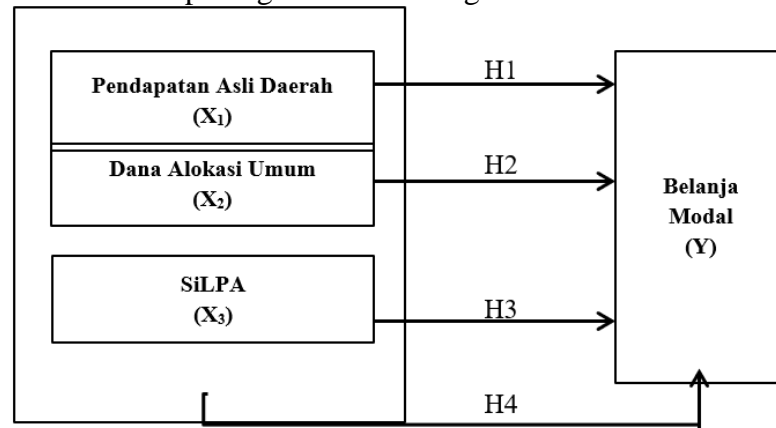 Pendapatan Asli Daerah
(X₁)
H1
Dana Alokasi Umum
(X₂)
H2
Belanja
Modal
(Y)
SiLPA
(X₃)
H3
H4